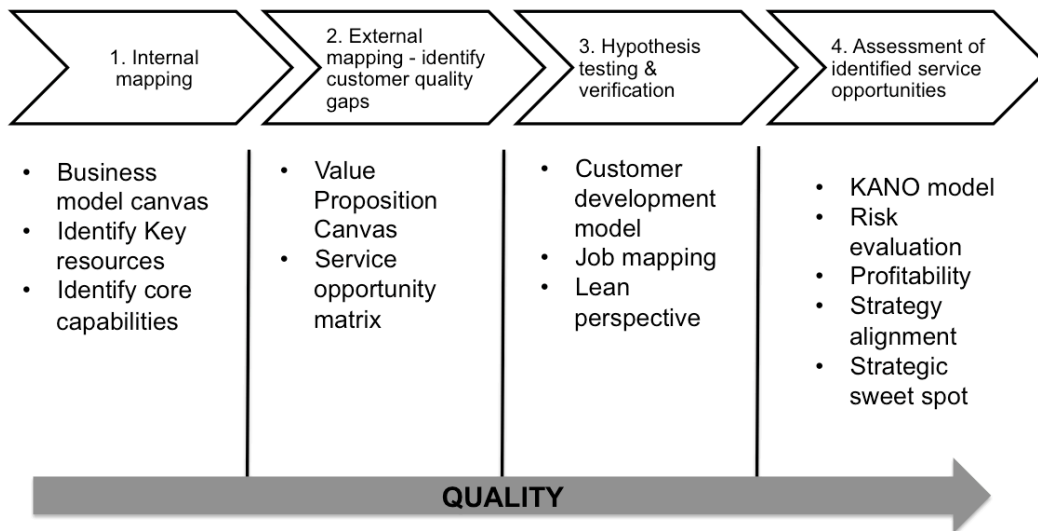 1. Internal
mapping
2. External
mapping - identify
customer quality
gaps
3. Hypothesis
testing &
verification
4. Assessment of
identified service
opportunities
• Business
model canvas
• Identify Key
resources
• Identify core
capabilities
• Value
Proposition
Canvas
• Service
opportunity
matrix
• Customer
development
model
• Job mapping
• Lean
perspective
• KANO model
• Risk
evaluation
• Profitability
• Strategy
alignment
• Strategic
sweet spot
QUALITY